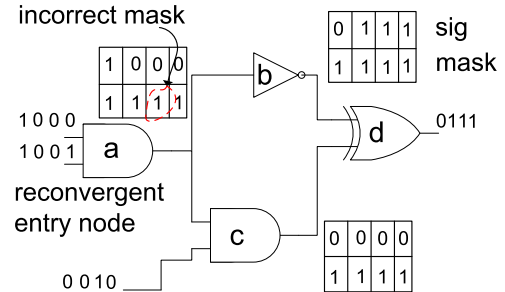 incorrect mask
1 0 0 0
1 1 1 1
0 1 1 1 sig
1 1 1 1 mask
b
1 0 0 0
1 0 0 1
a
d
0111
reconvergent
entry node
c
0 0 0 0
1 1 1 1
0 0 1 0